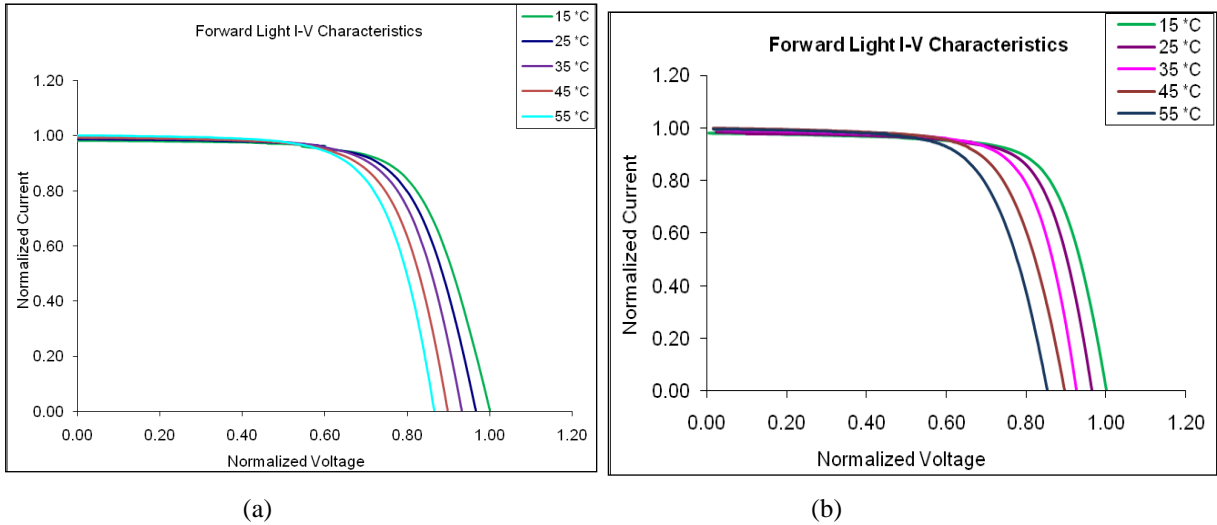 Forward Light I-V Characteristics
15 *C
25 *C
35 *C
45 *C
55 *C
1.20
1.00
0.80
0.60
0.40
0.20
0.00
Normalized Current
0.00 0.20 0.40 0.60 0.80 1.00 1.20
Normalized Voltage
(a)
Forward Light I-V Characteristics
15 *C
25 *C
35 *C
45 *C
55 *C
1.20
1.00
0.80
0.60
0.40
0.20
0.00
Normalized Current
0.00 0.20 0.40 0.60 0.80 1.00 1.20
Normalized Voltage
(b)